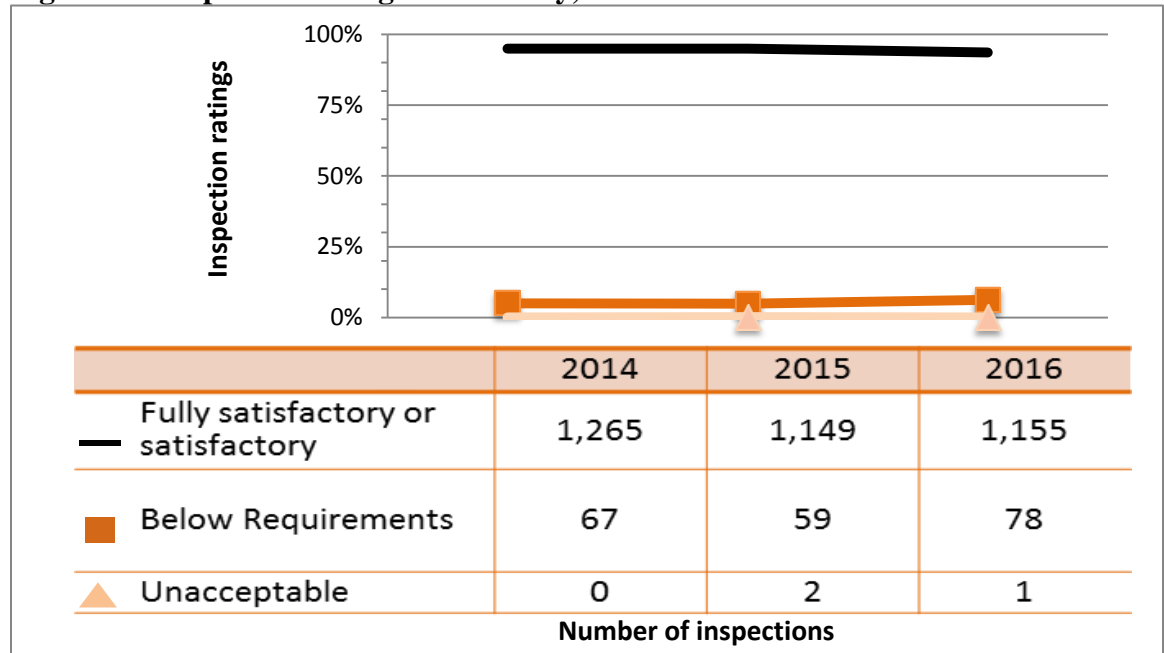 100%
75%
50%
25%
0%
Inspection ratings
2014 2015 2016
Fully satisfactory or
satisfactory
1,265 1,149 1,155
Below Requirements 67 59 78
Unacceptable 0 2 1
Number of inspections